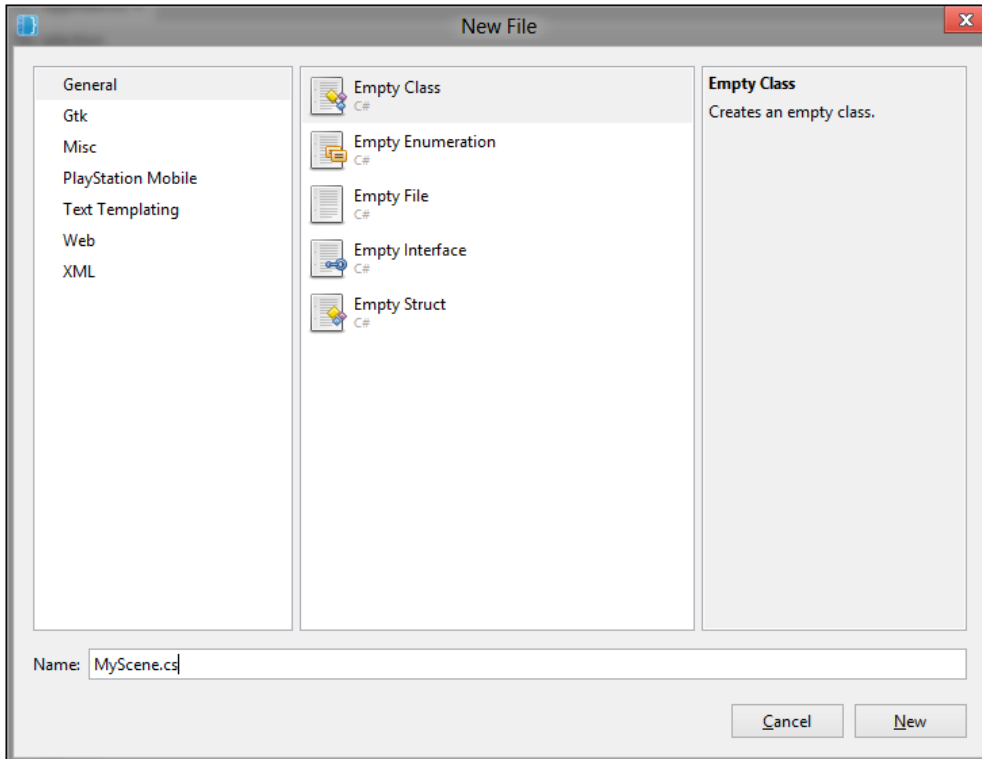 New File
General
Gtk
Misc
PlayStation Mobile
Text Templating
Web
XML
Empty Class
C#
Empty Enumeration
C#
Empty File
C#
Empty Interface
C#
Empty Struct
C#
Empty Class
Creates an empty class.
Name: MyScene.cs
Cancel
New